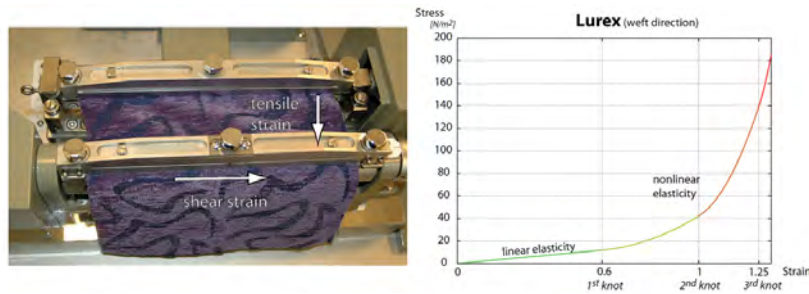 tensile
strain
shear strain
Lurex (weft direction)
Stress
[N/m²]
200
180
160
140
120
100
80
60
40
20
0
nonlinear
elasticity
linear elasticity
0
0.6
1
1.25
Strain
1st knot
2nd knot
3rd knot